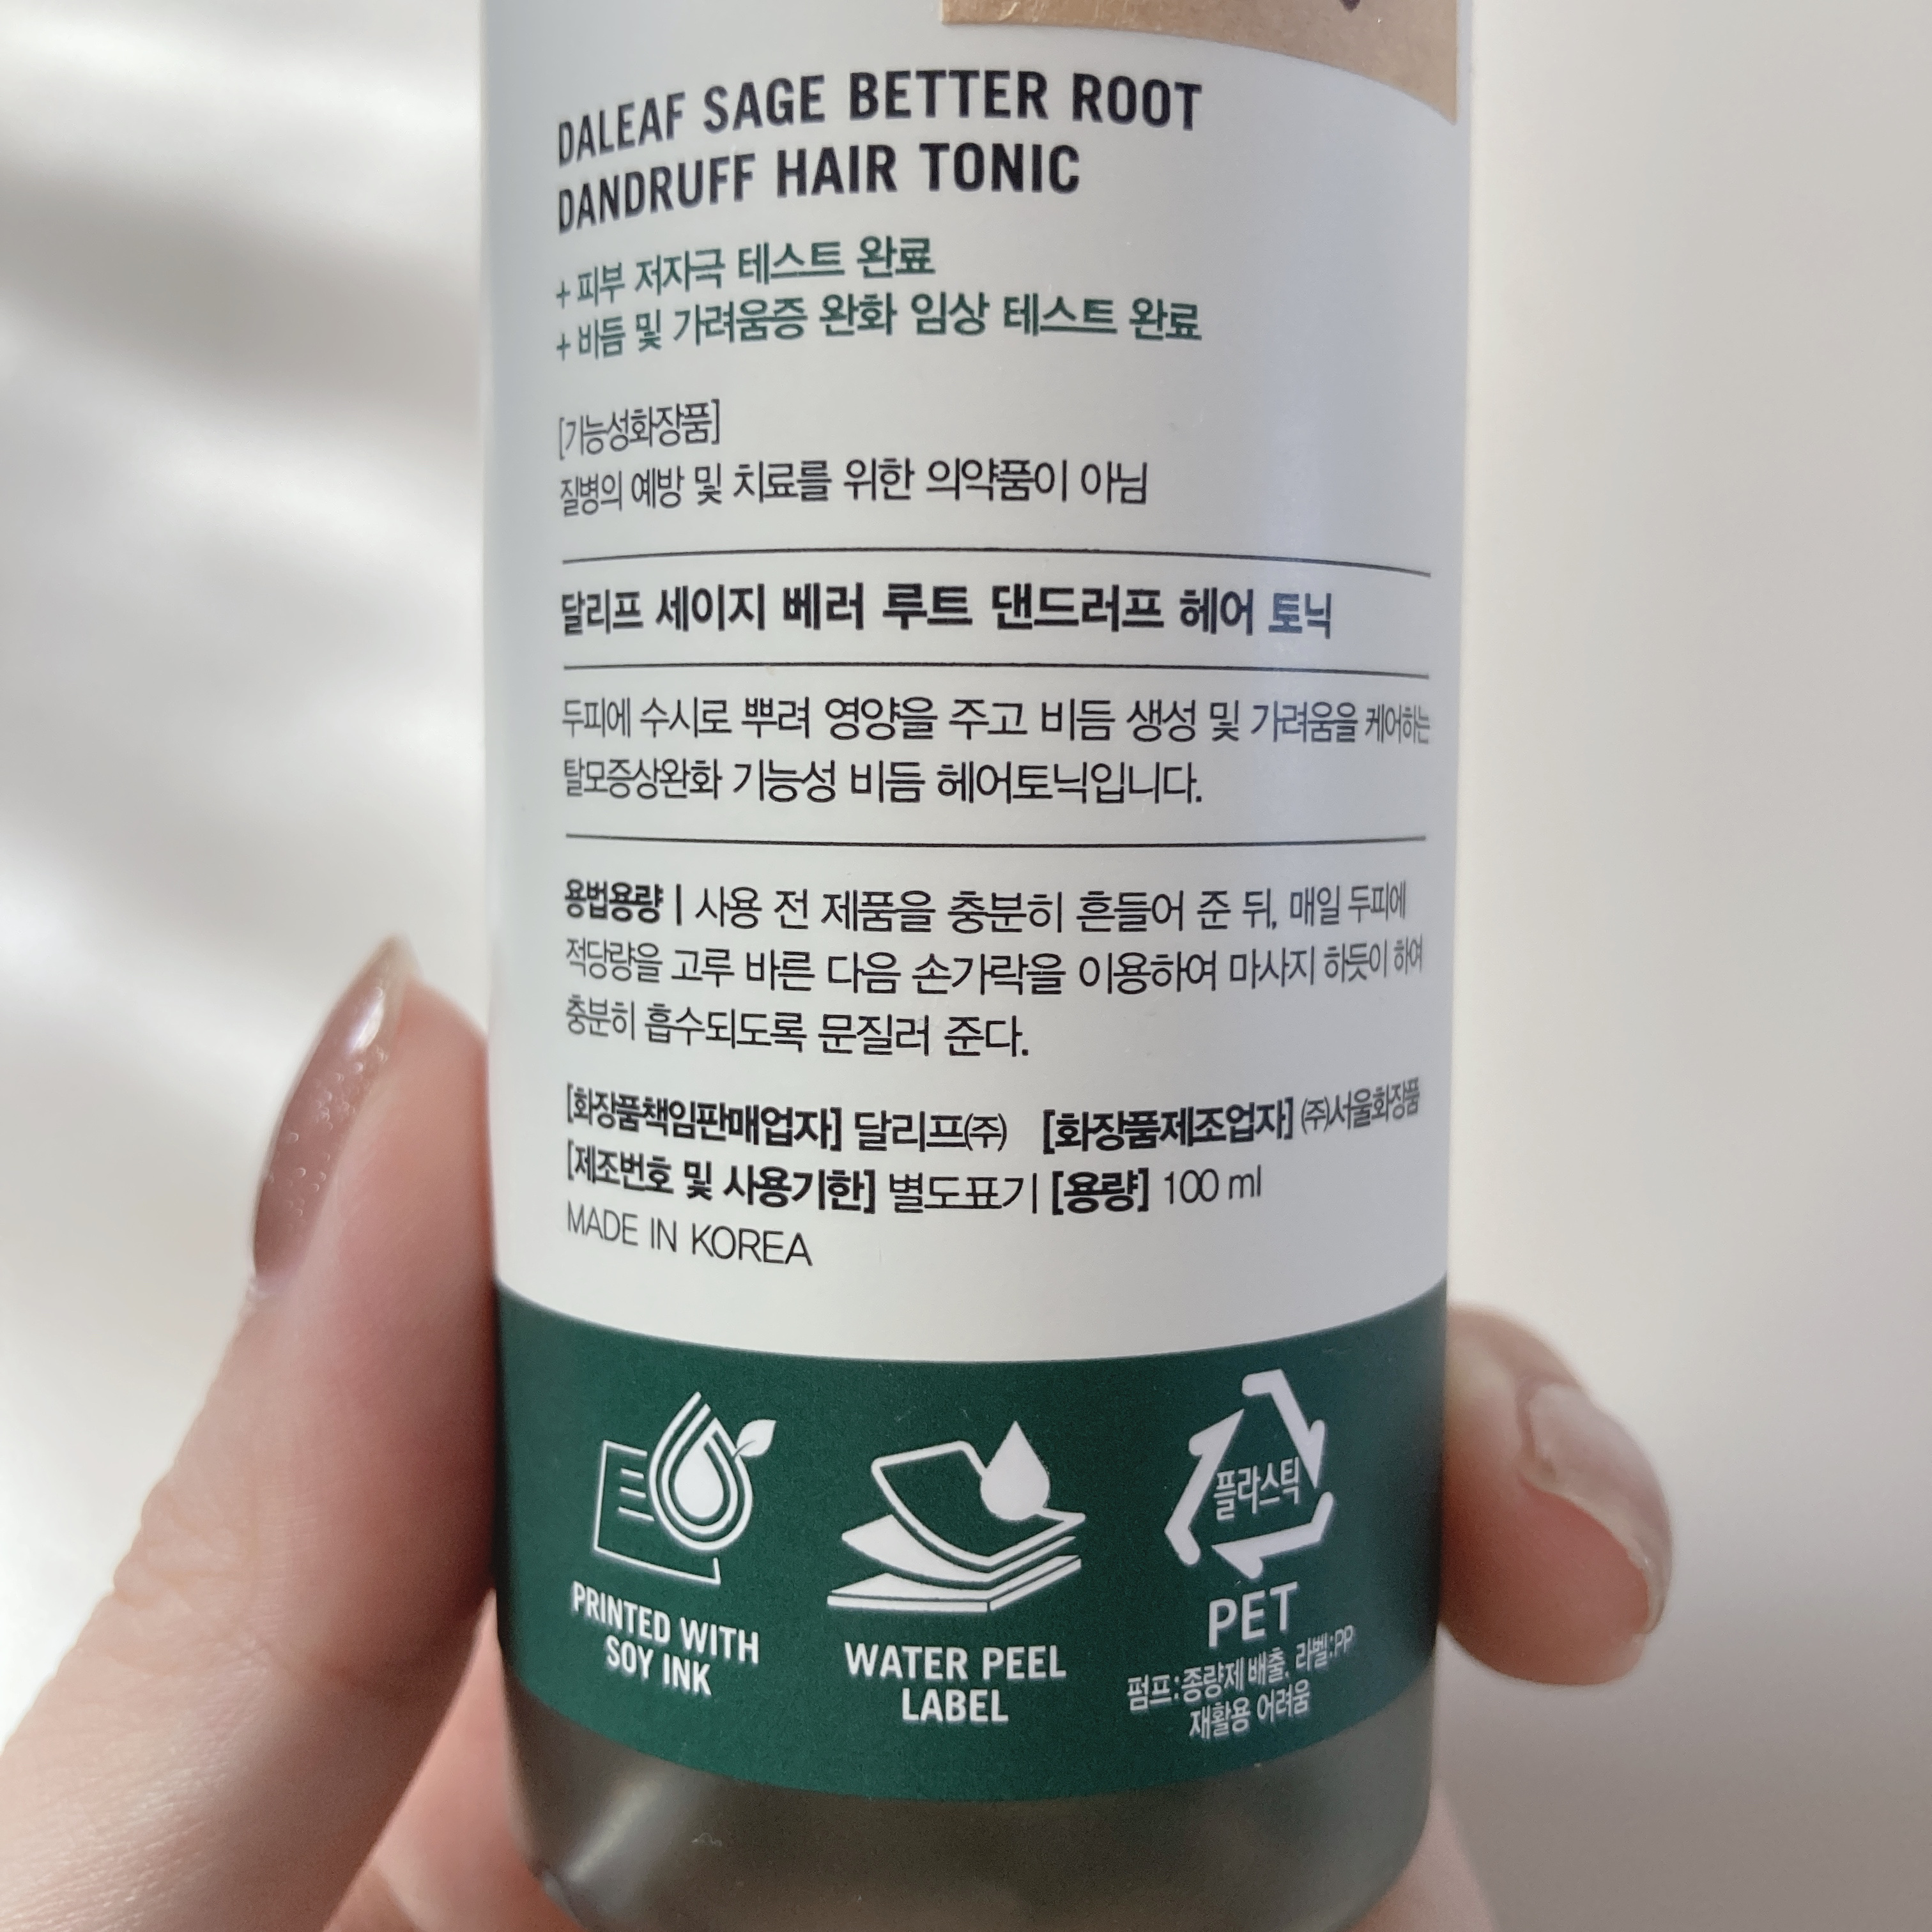 DALEAF SAGE BETTER ROOT
DANDRUFF HAIR TONIC
+ 피부 저자극 테스트 완료
+ 비듬 및 가려움증 완화 임상 테스트 완료
[기능성화장품]
질병의 예방 및 치료를 위한 의약품이 아님
달리프 세이지 베러 루트 댄드러프 헤어 토닉
두피에 수시로 뿌려 영양을 주고 비듬 생성 및 가려움을 케어하는
탈모증상완화 기능성 비듬 헤어토닉입니다.
용법용량 | 사용 전 제품을 충분히 흔들어 준 뒤, 매일 두피에
적당량을 고루 바른 다음 손가락을 이용하여 마사지 하듯이 하여
충분히 흡수되도록 문질러 준다.
[화장품책임판매업자] 달리프(주) [화장품제조업자] (주)서울화장품
[제조번호 및 사용기한] 별도표기 [용량] 100 ml
MADE IN KOREA
PRINTED WITH
SOY INK
WATER PEEL
LABEL
플라스틱
PET
펌프:종량제 배출, 라벨:PP
재활용 어려움